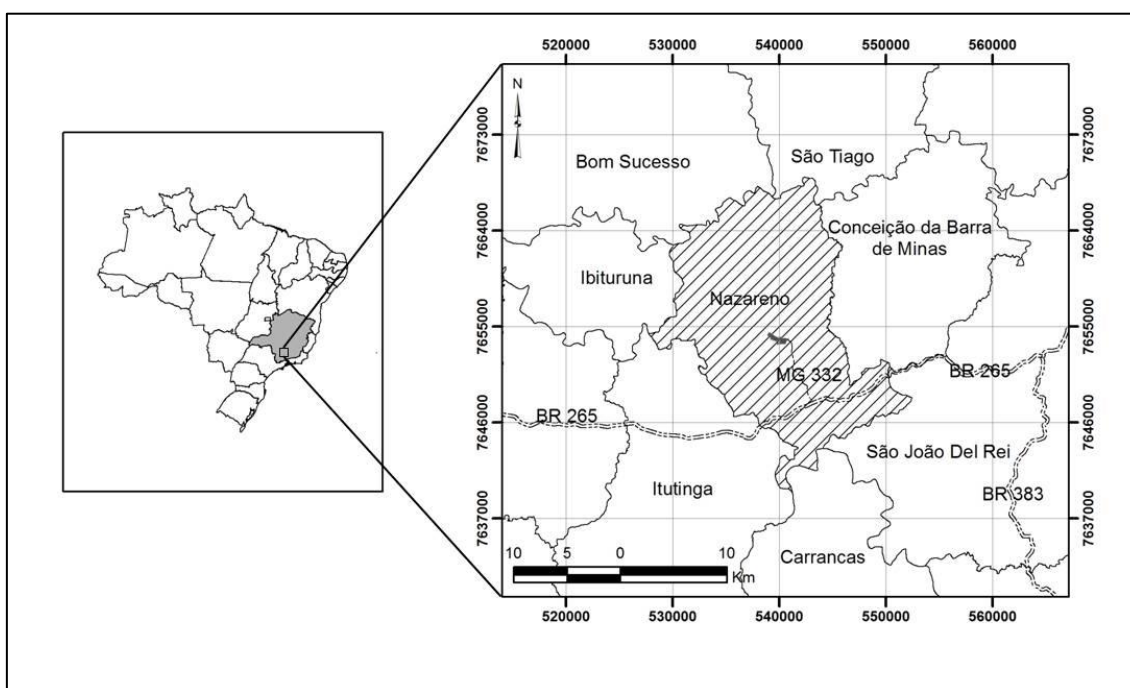 520000 530000 540000 550000 560000
N
7673000
7673000
Bom Sucesso
São Tiago
7664000
7664000
Conceição da Barra
de Minas
Ibituruna
Nazareno
7655000
7655000
MG 332
BR 265
BR 265
7646000
7646000
São João Del Rei
Itutinga
BR 383
7637000
7637000
Carrancas
10 5 0 10
Km
520000 530000 540000 550000 560000